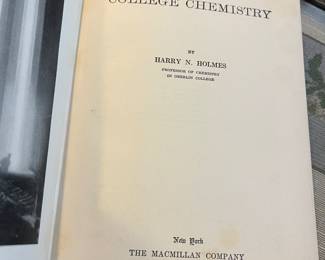 COLLEGE CHEMISTRY
BY
HARRY N. HOLMES
PROFESSOR OF CHEMISTRY
IN OBERLIN COLLEGE
New York
THE MACMILLAN COMPANY